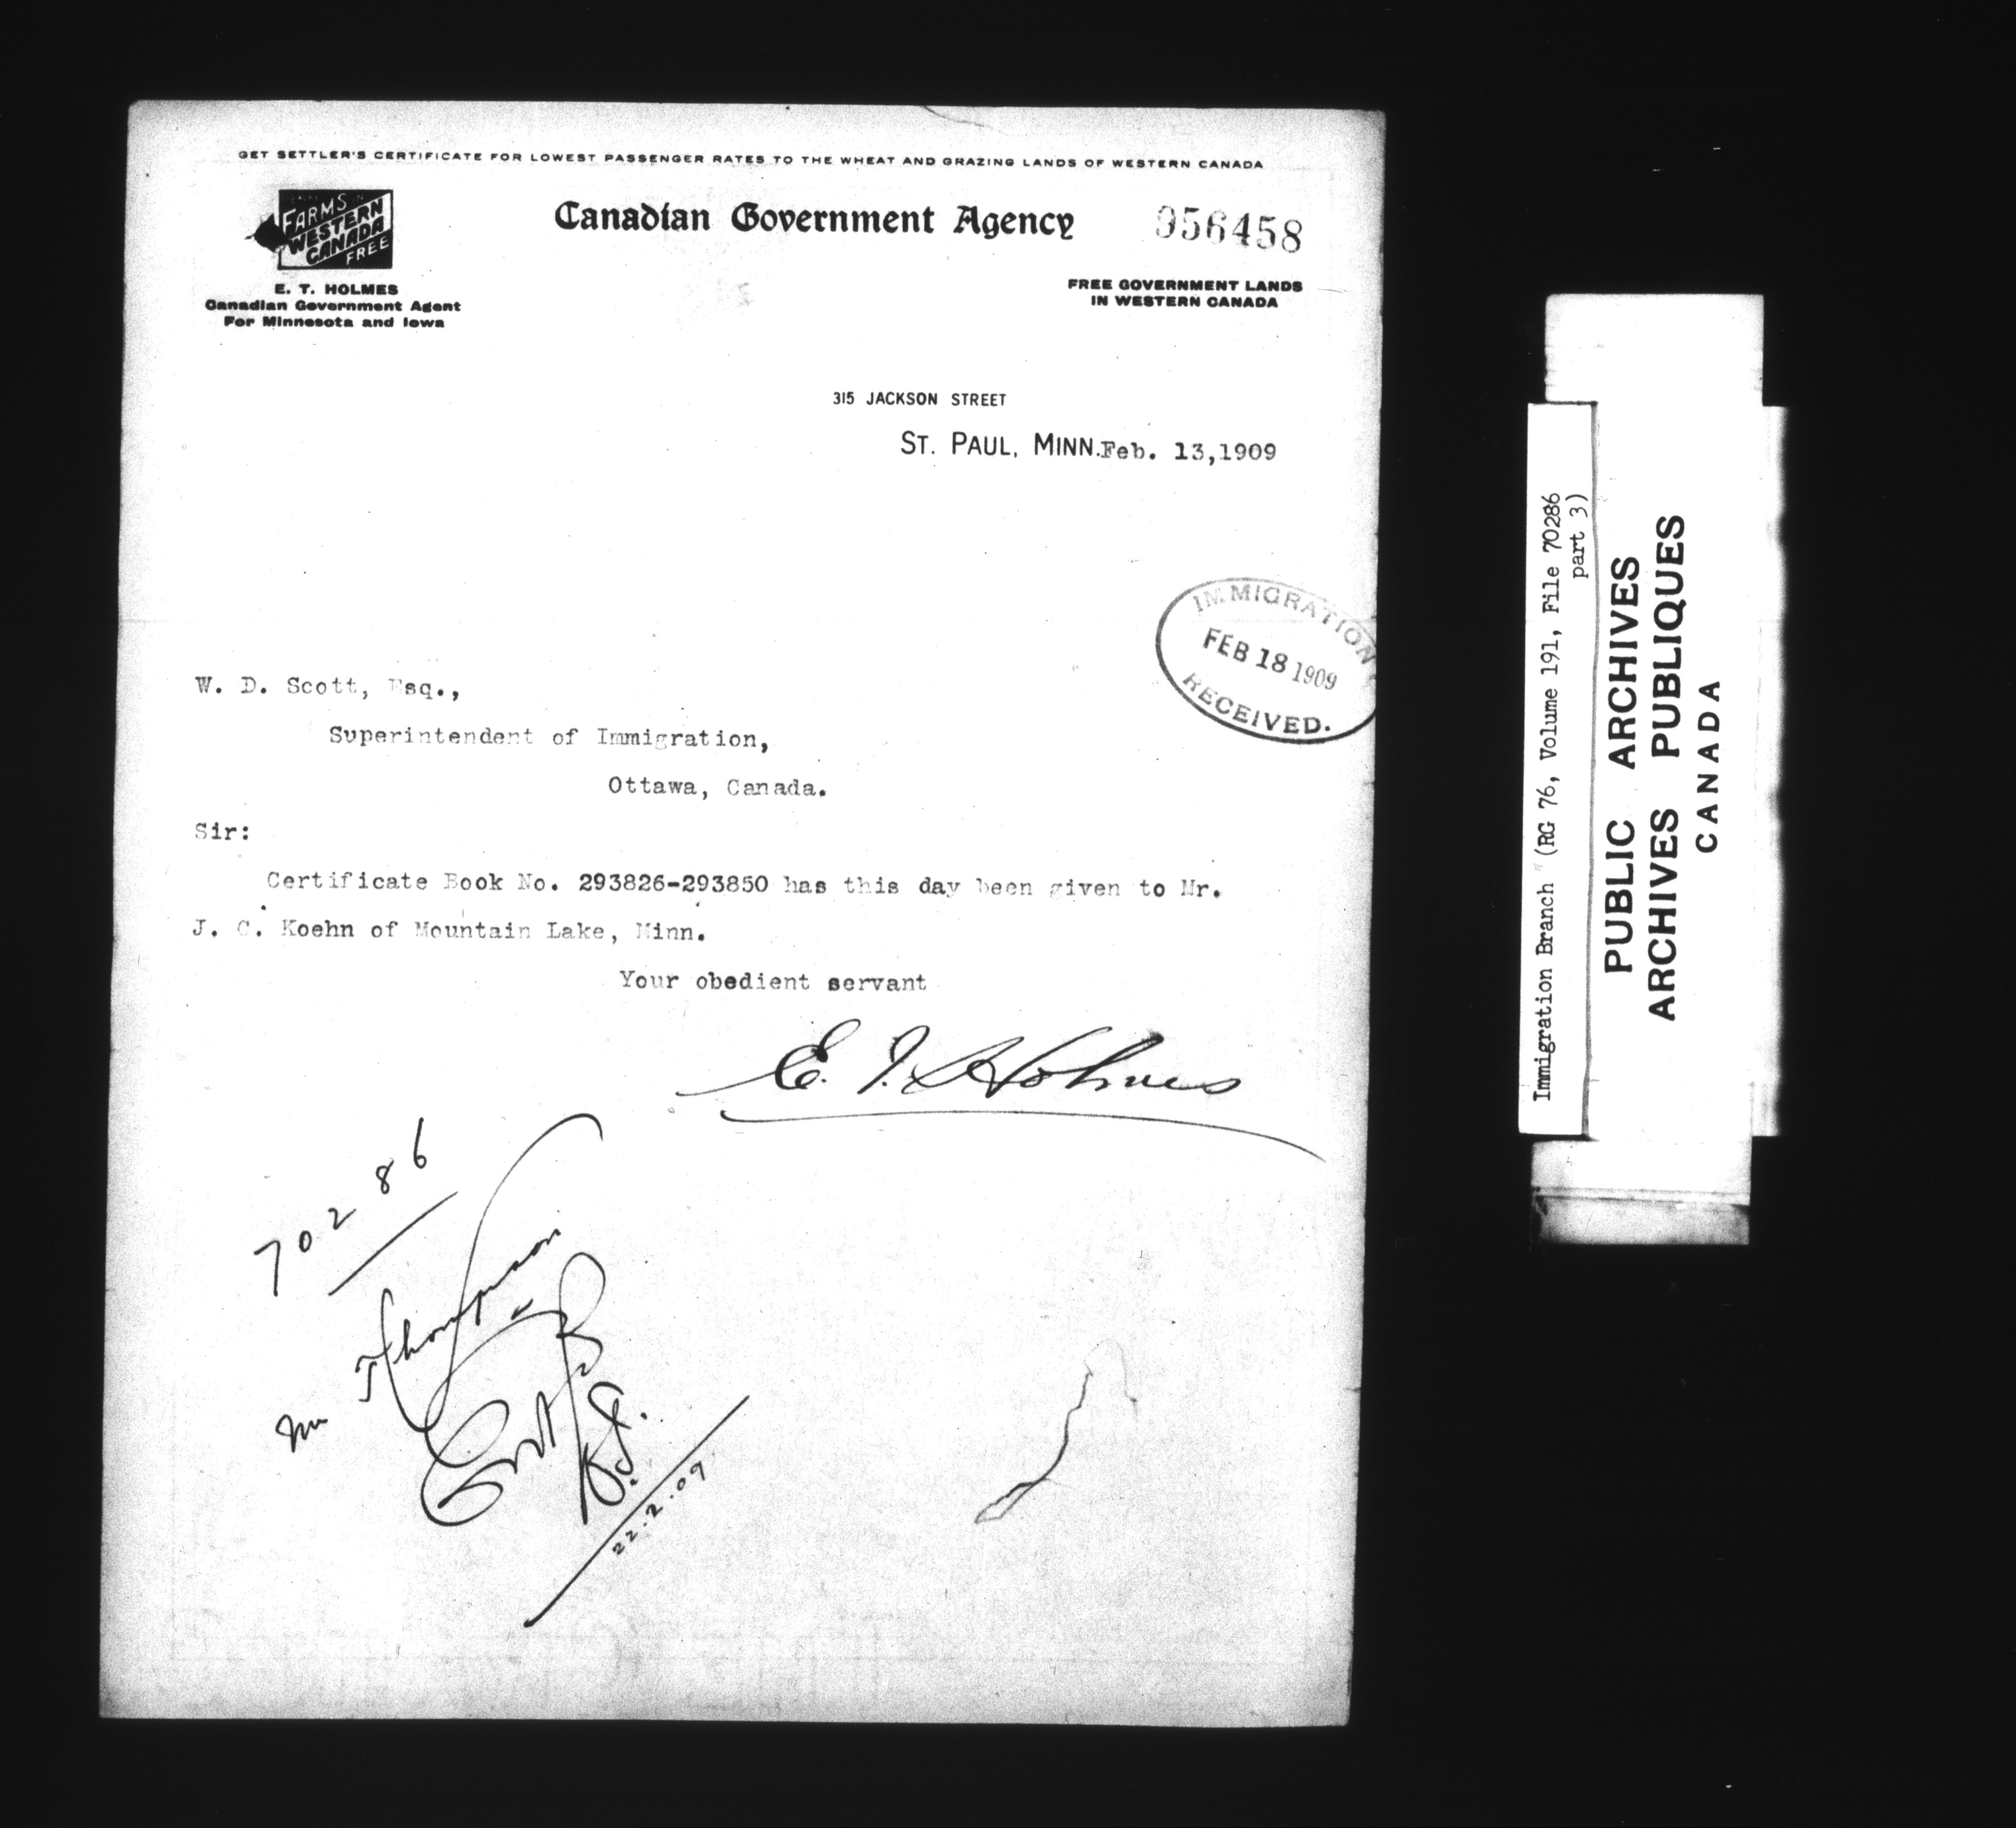 GET SETTLER'S CERTIFICATE FOR LOWEST PASSENGER RATES TO THE WHEAT AND GRAZING LANDS OF WESTERN CANADA
FARMS
WESTERN
CANADA
FREE
Canadian Government Agency
956458
E. T. HOLMES
Canadian Government Agent
For Minnesota and Iowa
FREE GOVERNMENT LANDS
IN WESTERN CANADA
315 JACKSON STREET
ST. PAUL, MINN. Feb. 13,1909
IMMIGRATION
FEB 18 1909
RECEIVED.
W. D. Scott, Esq.,
Superintendent of Immigration,
Ottawa, Canada.
Sir:
Certificate Book No. 293826-293850 has this day been given to Mr.
J. C. Koehn of Mountain Lake, Minn.
Your obedient servant
E. T. Holmes
70286
Mr Thompson
22.2.09
Immigration Branch (RG 76, Volume 191, File 70286
part 3)
PUBLIC ARCHIVES
ARCHIVES PUBLIQUES
CANADA